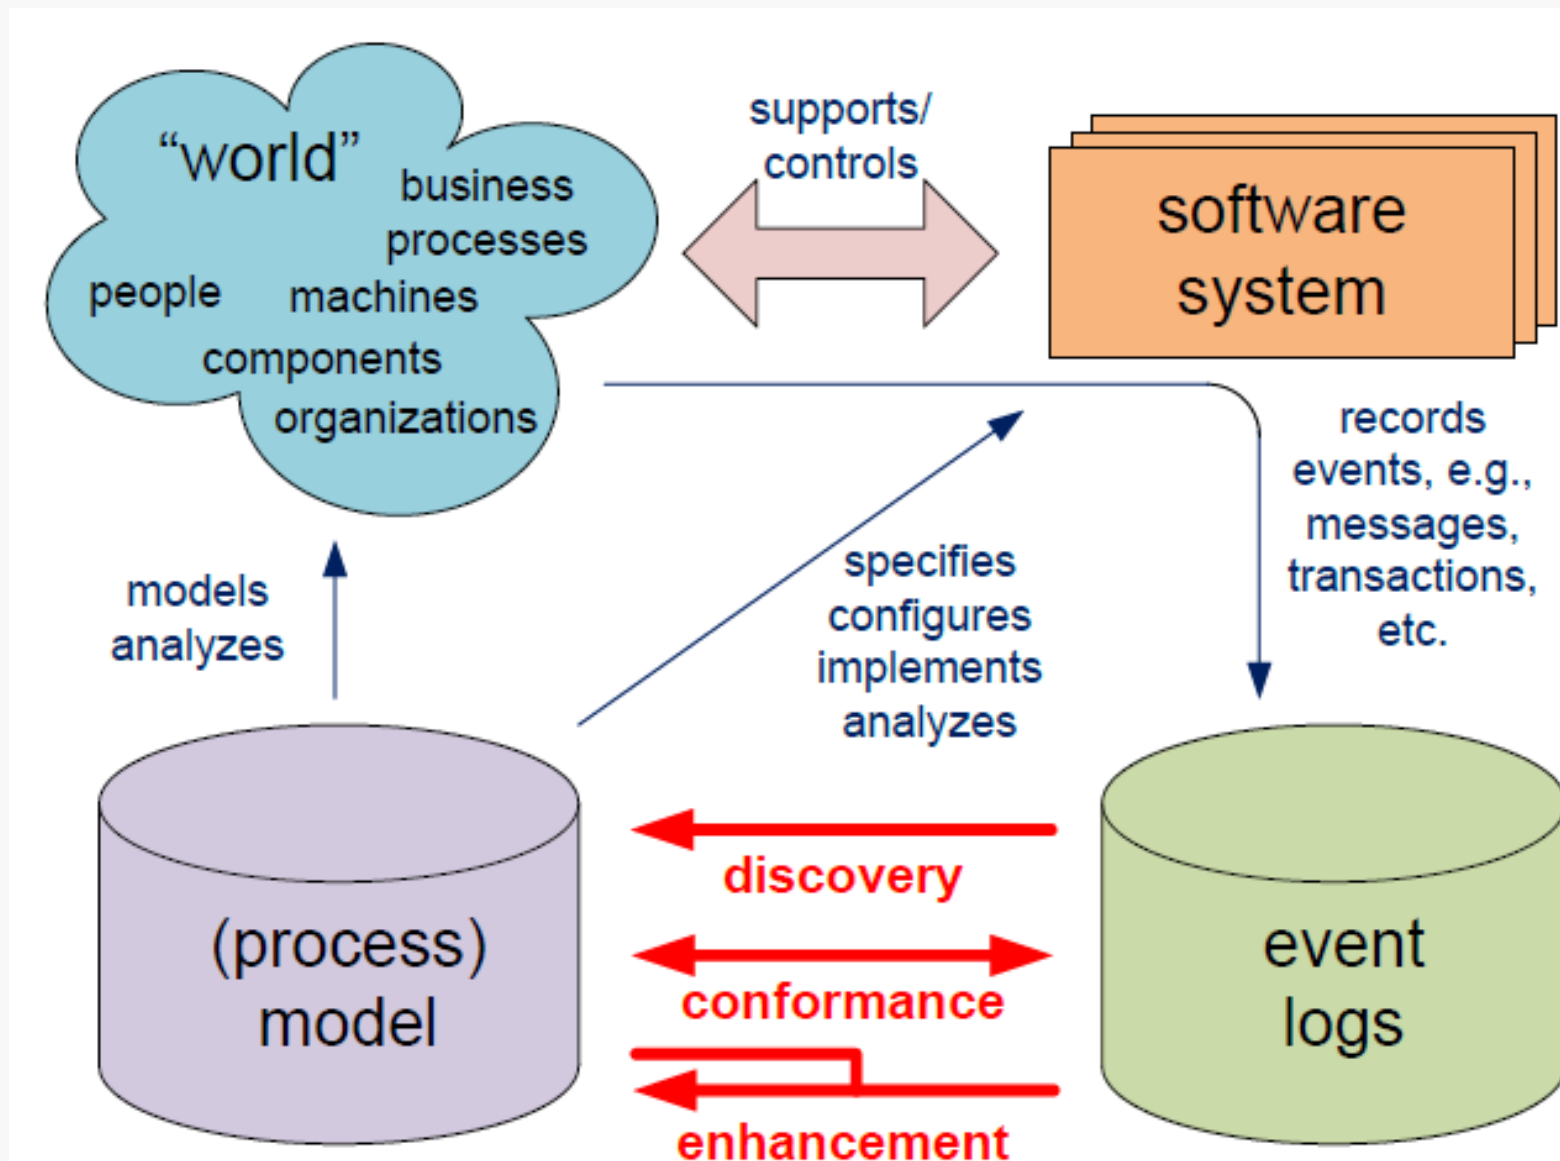 “world”
business
processes
people
machines
components
organizations
supports/
controls
software
system
records
events, e.g.,
messages,
transactions,
etc.
models
analyzes
specifies
configures
implements
analyzes
(process)
model
discovery
conformance
enhancement
event
logs